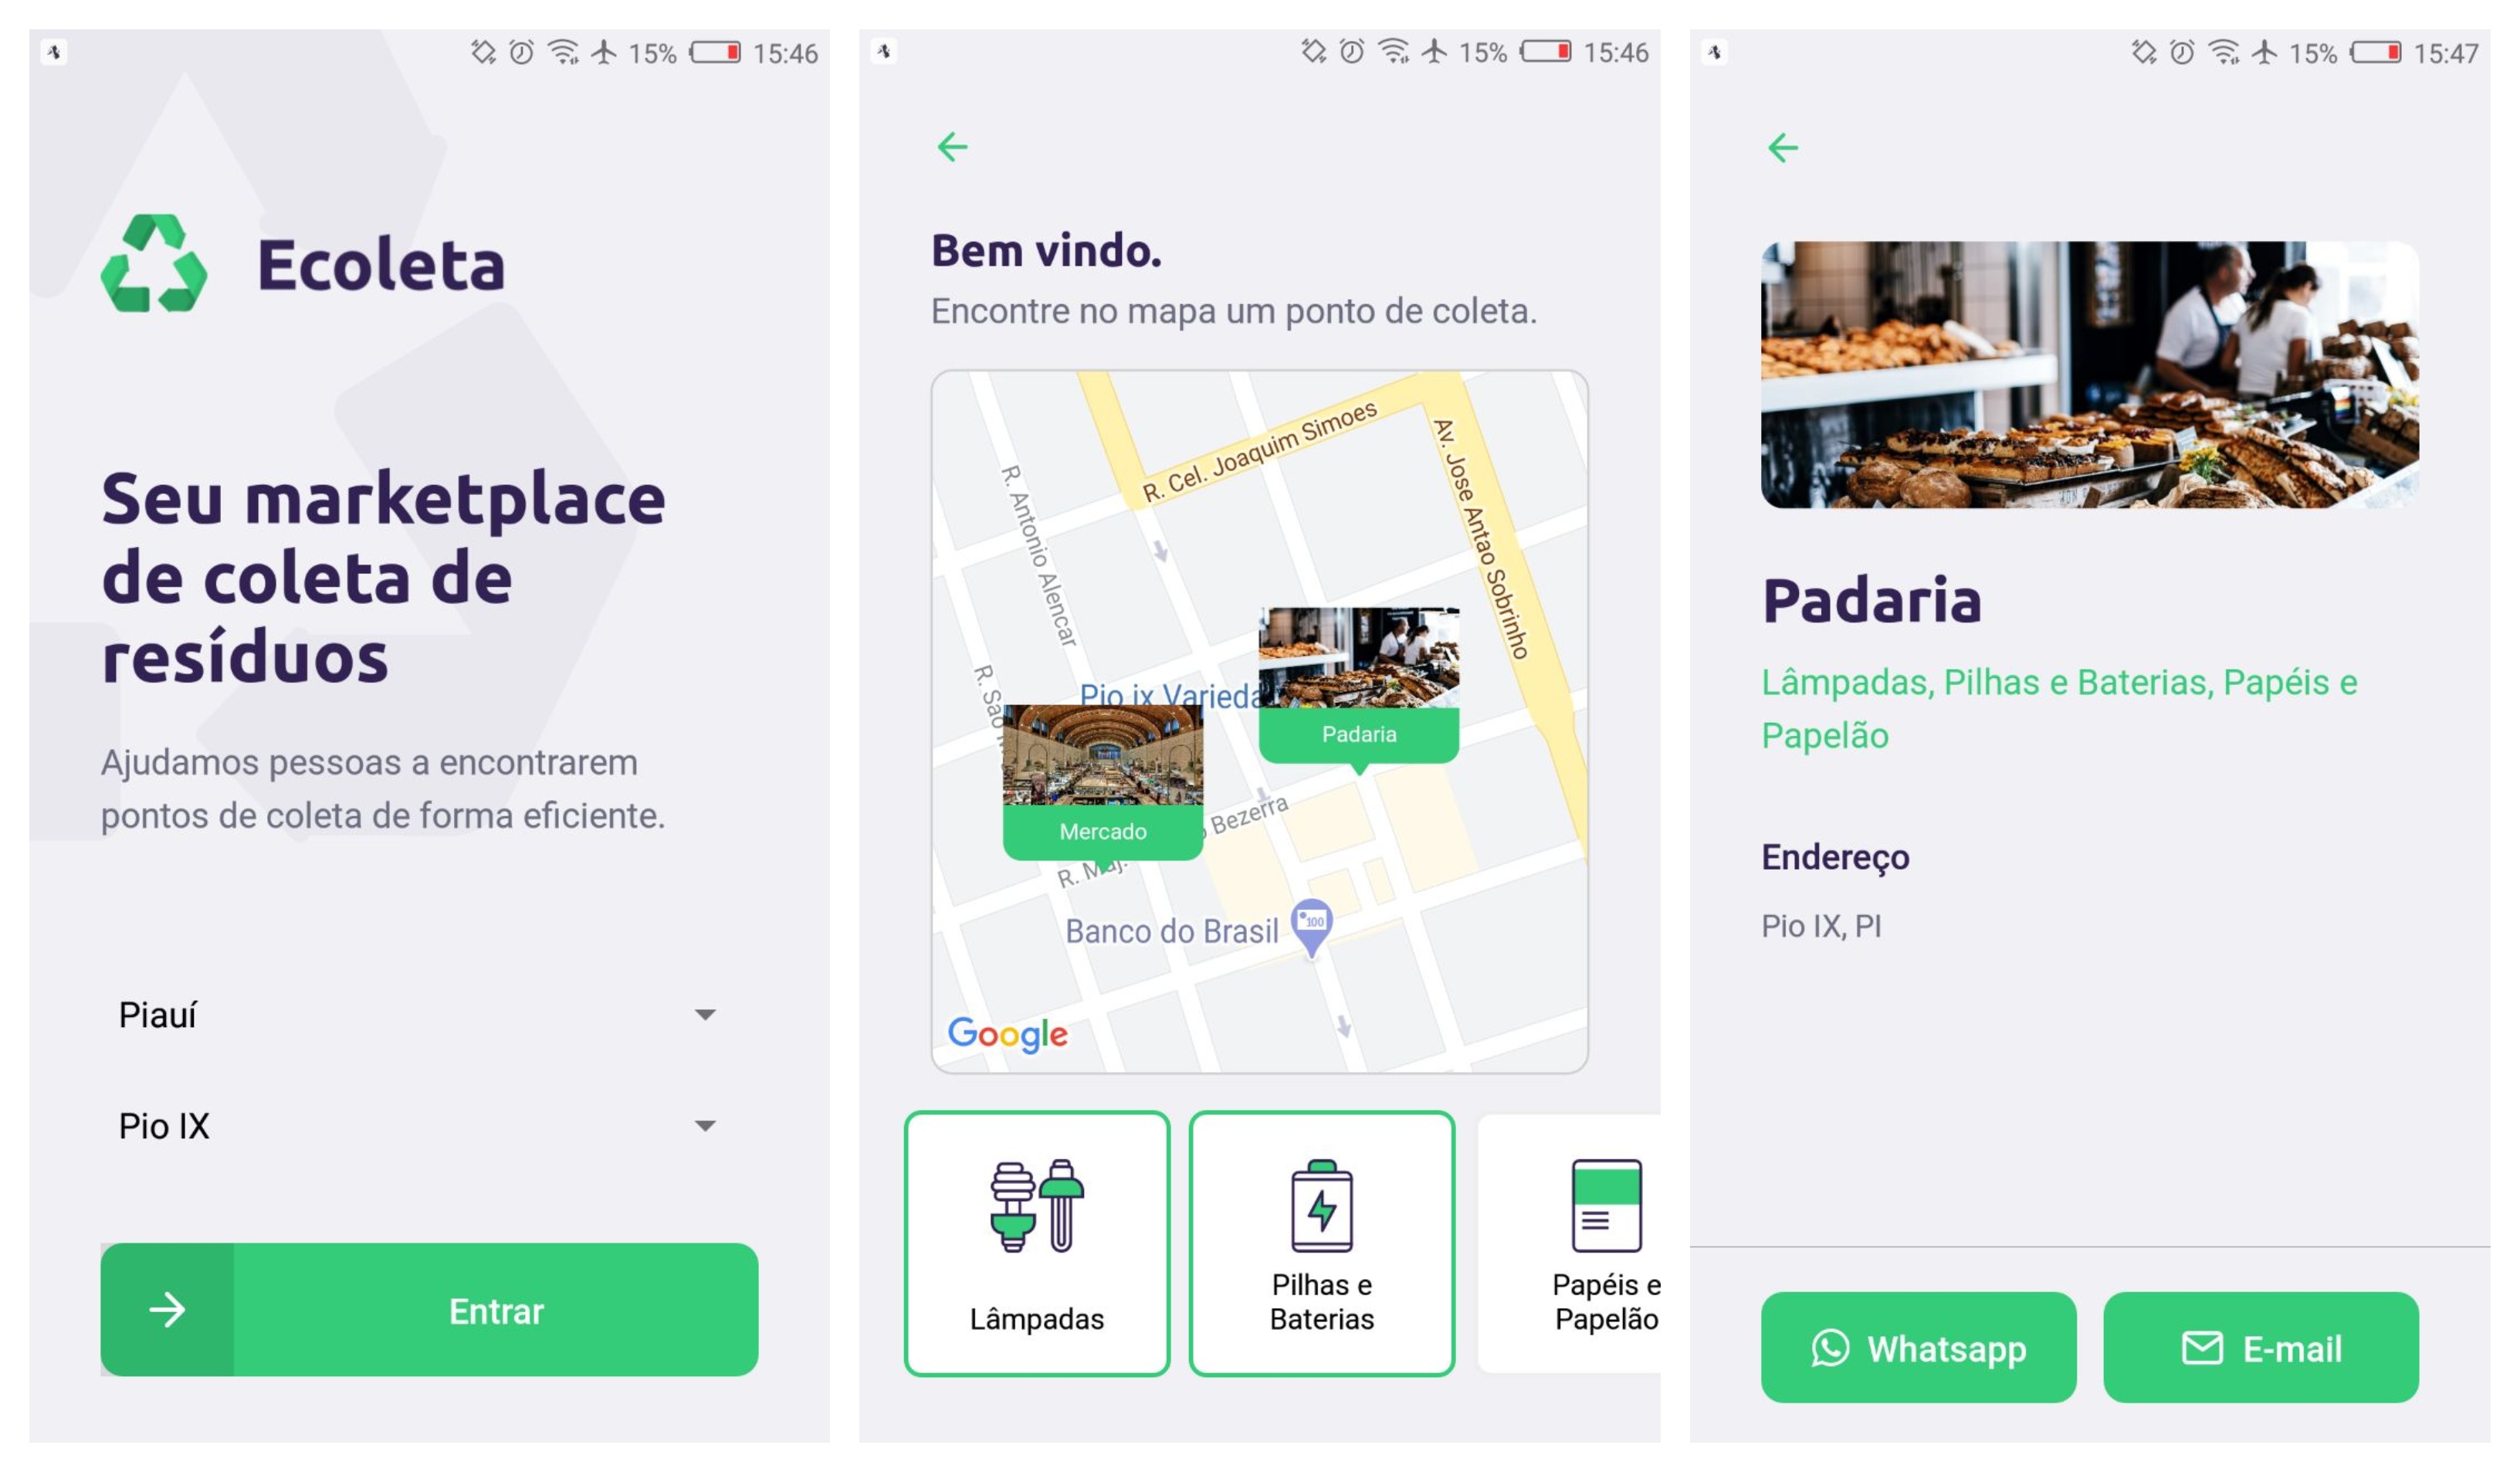 15% 15:46
Ecoleta
Seu marketplace
de coleta de
resíduos
Ajudamos pessoas a encontrarem
pontos de coleta de forma eficiente.
Piauí
Pio IX
Entrar
15% 15:46
Bem vindo.
Encontre no mapa um ponto de coleta.
R. Cel. Joaquim Simoes
Av. Jose Antao Sobrinho
R. Antonio Alencar
R. Sao
Pio ix Varieda
Padaria
Mercado
Bezerra
R. Maj.
Banco do Brasil
100
Google
Lâmpadas
Pilhas e
Baterias
Papéis e
Papelão
15% 15:47
Padaria
Lâmpadas, Pilhas e Baterias, Papéis e
Papelão
Endereço
Pio IX, PI
Whatsapp
E-mail